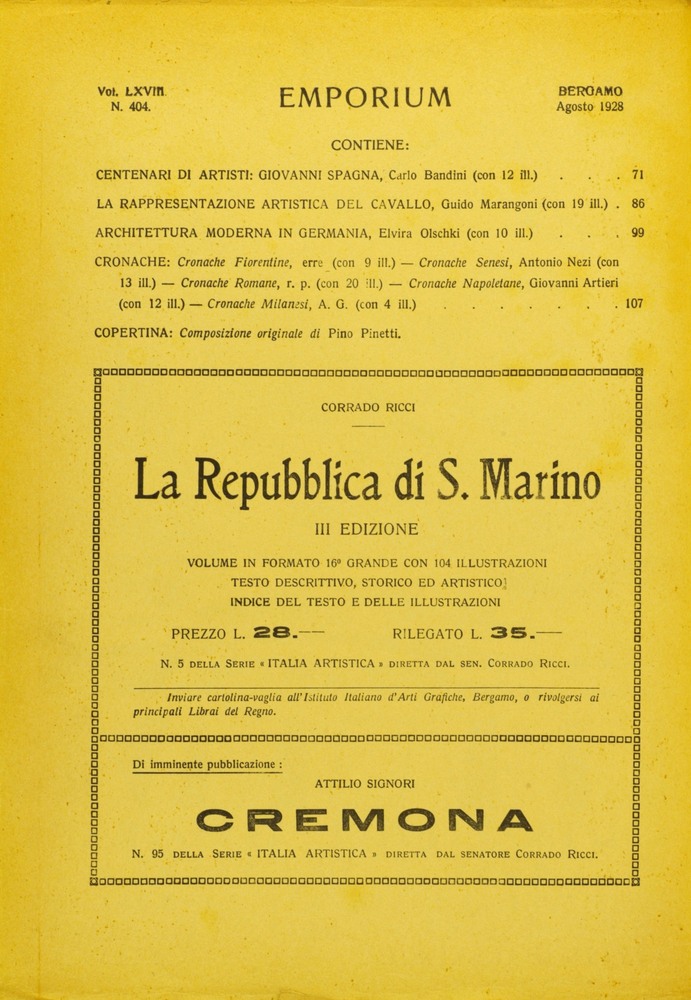 Vol. LXVIII
N. 404.
EMPORIUM
BERGAMO
Agosto 1928
CONTIENE:
CENTENARI DI ARTISTI: GIOVANNI SPAGNA, Carlo Bandini (con 12 ill.) . . . 71
LA RAPPRESENTAZIONE ARTISTICA DEL CAVALLO, Guido Marangoni (con 19 ill.) . 86
ARCHITETTURA MODERNA IN GERMANIA, Elvira Olschki (con 10 ill.) . . . 99
CRONACHE: Cronache Fiorentine, erre (con 9 ill.) — Cronache Senesi, Antonio Nezi (con
13 ill.) — Cronache Romane, r. p. (con 20 ill.) — Cronache Napoletane, Giovanni Artieri
(con 12 ill.) — Cronache Milanesi, A. G. (con 4 ill.) . . . . . . . 107
COPERTINA: Composizione originale di Pino Pinetti.
CORRADO RICCI
La Repubblica di S. Marino
III EDIZIONE
VOLUME IN FORMATO 16º GRANDE CON 104 ILLUSTRAZIONI
TESTO DESCRITTIVO, STORICO ED ARTISTICO
INDICE DEL TESTO E DELLE ILLUSTRAZIONI
PREZZO L. 28.— RILEGATO L. 35.—
N. 5 DELLA SERIE « ITALIA ARTISTICA » DIRETTA DAL SEN. CORRADO RICCI.
Inviare cartolina-vaglia all'Istituto Italiano d'Arti Grafiche, Bergamo, o rivolgersi ai
principali Librai del Regno.
Di imminente pubblicazione :
ATTILIO SIGNORI
CREMONA
N. 95 DELLA SERIE « ITALIA ARTISTICA » DIRETTA DAL SENATORE CORRADO RICCI.